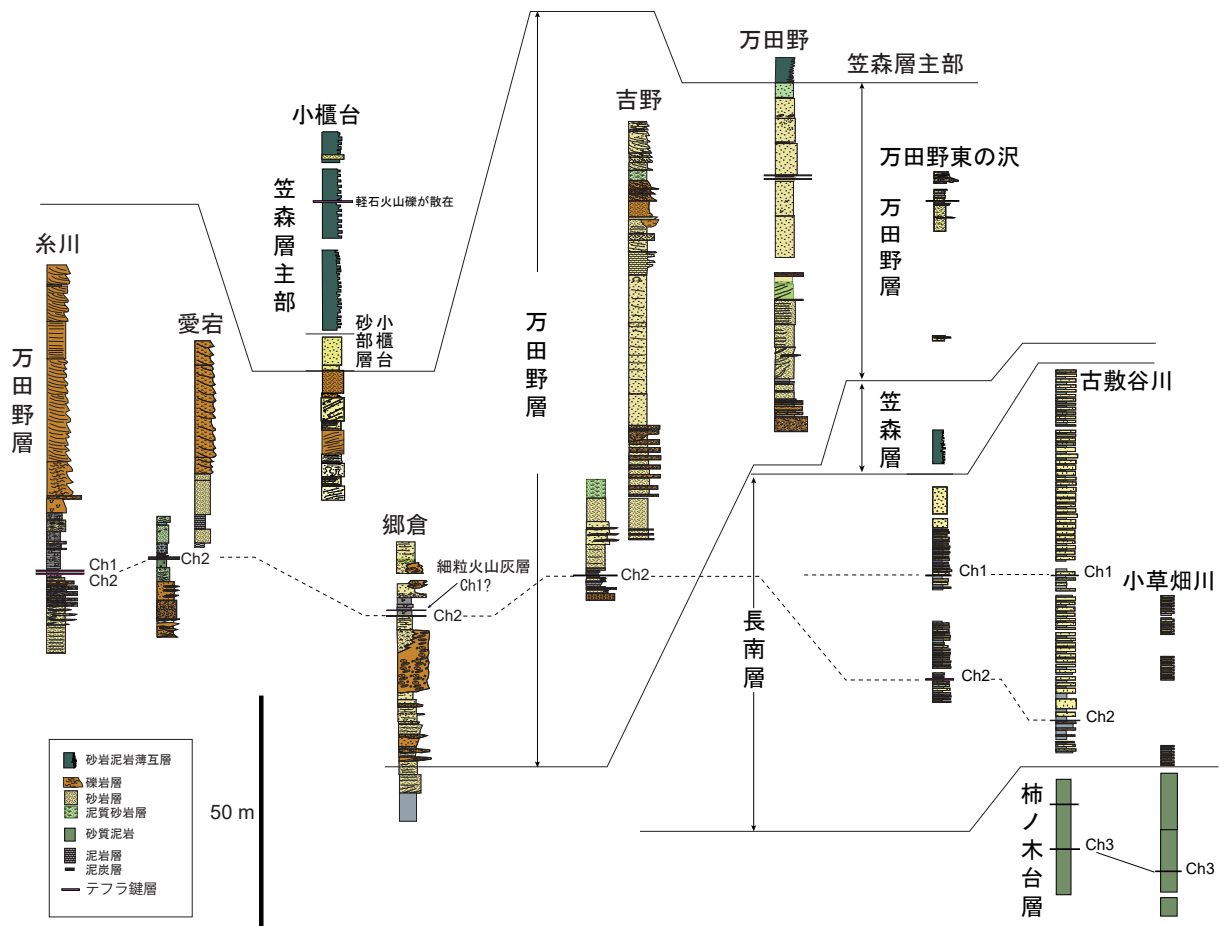 万田野
笠森層主部
吉野
小櫃台
万田野東の沢
軽石火山礫が散在
笠森層主部
万田野層
糸川
愛宕
小櫃台
砂部層
万田野層
万田野層
古敷谷川
笠森層
郷倉
細粒火山灰層
Ch1?
Ch1
Ch2
Ch2
Ch2
Ch2
Ch1
Ch1
小草畑川
長南層
Ch2
Ch2
50 m
砂岩泥岩薄互層
礫岩層
砂岩層
泥質砂岩層
砂質泥岩
泥岩層
泥炭層
テフラ鍵層
柿ノ木台層
Ch3
Ch3